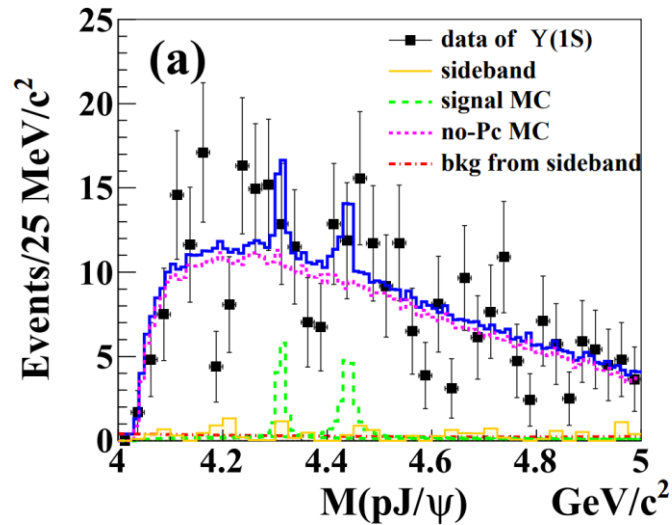 Events/25 MeV/c²
25
20
15
10
5
0
(a)
data of Υ(1S)
sideband
signal MC
no-Pc MC
bkg from sideband
4 4.2 4.4 4.6 4.8 5
M(pJ/ψ) GeV/c²